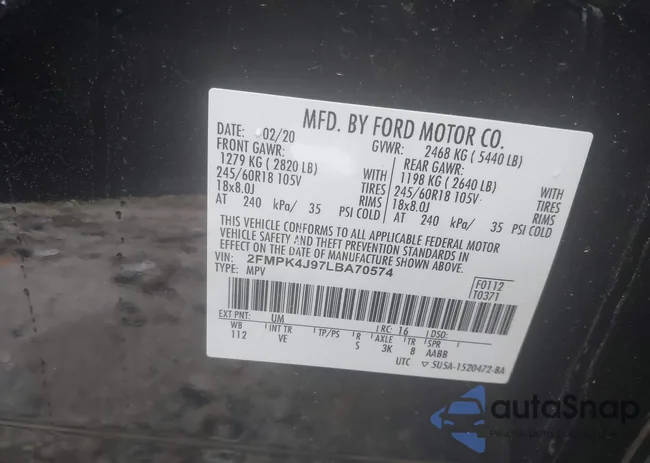 MFD. BY FORD MOTOR CO.
DATE: 02/20 GVWR: 2468 KG (5440 LB)
FRONT GAWR: REAR GAWR:
1279 KG (2820 LB) WITH 1198 KG (2640 LB) WITH
245/60R18 105V TIRES 245/60R18 105V TIRES
18x8.0J RIMS 18x8.0J RIMS
AT 240 kPa/ 35 PSI COLD AT 240 kPa/ 35 PSI COLD
THIS VEHICLE CONFORMS TO ALL APPLICABLE FEDERAL MOTOR
VEHICLE SAFETY AND THEFT PREVENTION STANDARDS IN
EFFECT ON THE DATE OF MANUFACTURE SHOWN ABOVE.
VIN: 2FMPK4J97LBA70574
TYPE: MPV
F0112
T0371
EXT PNT: UM RC: 16 DSO:
WB INT TR TP/PS R AXLE TR SPR
112 VE S 3K 8 AABB
UTC ▽ 5U5A-1520472-BA
autoSnap